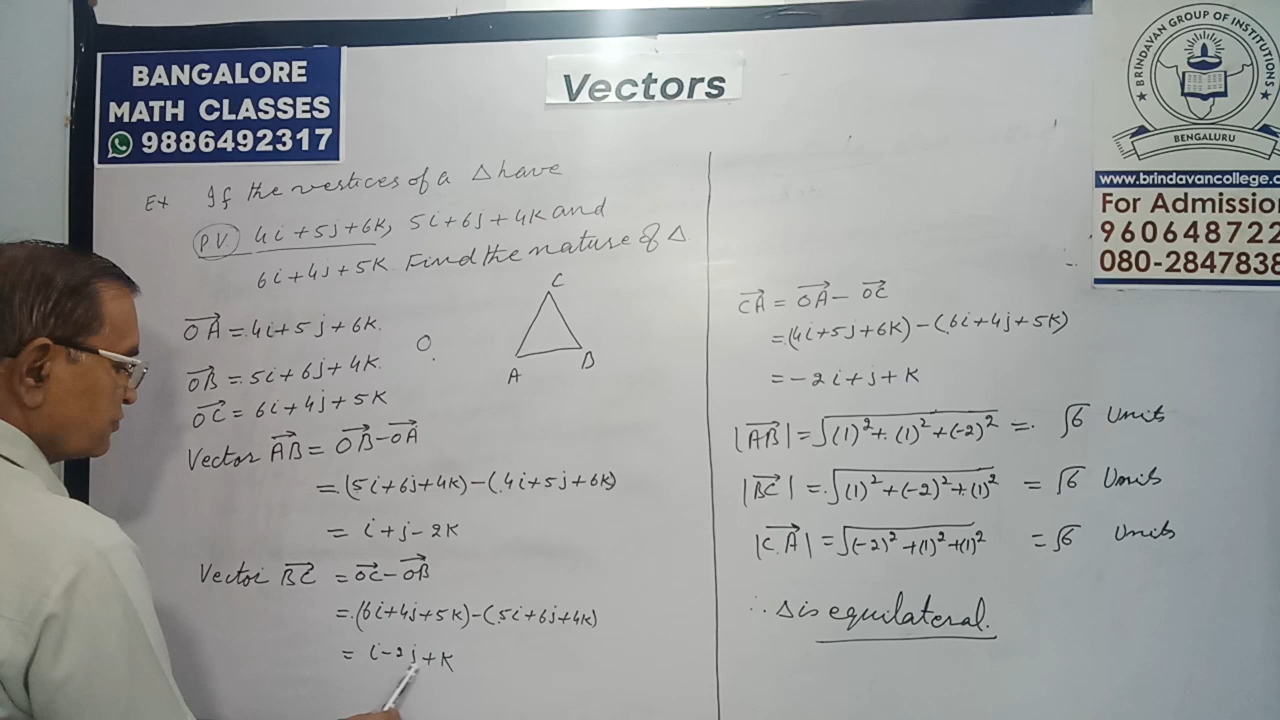 BANGALORE
MATH CLASSES
9886492317
Vectors
BRINDAVAN GROUP OF INSTITUTIONS
BENGALURU
www.brindavancollege.c
For Admission
960648722
080-2847838
Ex If the vertices of a △ have
P.V. 4i+5j+6k, 5i+6j+4k and
6i+4j+5k. Find the nature of △
C
A
B
O
→OA = 4i+5j+6k.
→OB = 5i+6j+4k.
→OC = 6i+4j+5k
Vector →AB = →OB-→OA
= (5i+6j+4k)-(4i+5j+6k)
= i+j-2k
Vector →BC = →OC-→OB
= (6i+4j+5k)-(5i+6j+4k)
= i-2j+k
→CA = →OA-→OC
= (4i+5j+6k)-(6i+4j+5k)
= -2i+j+k
|→AB| = √(1)²+(1)²+(-2)² = √6 Units
|→BC| = √(1)²+(-2)²+(1)² = √6 Units
|→CA| = √(-2)²+(1)²+(1)² = √6 Units
∴ △ is equilateral.